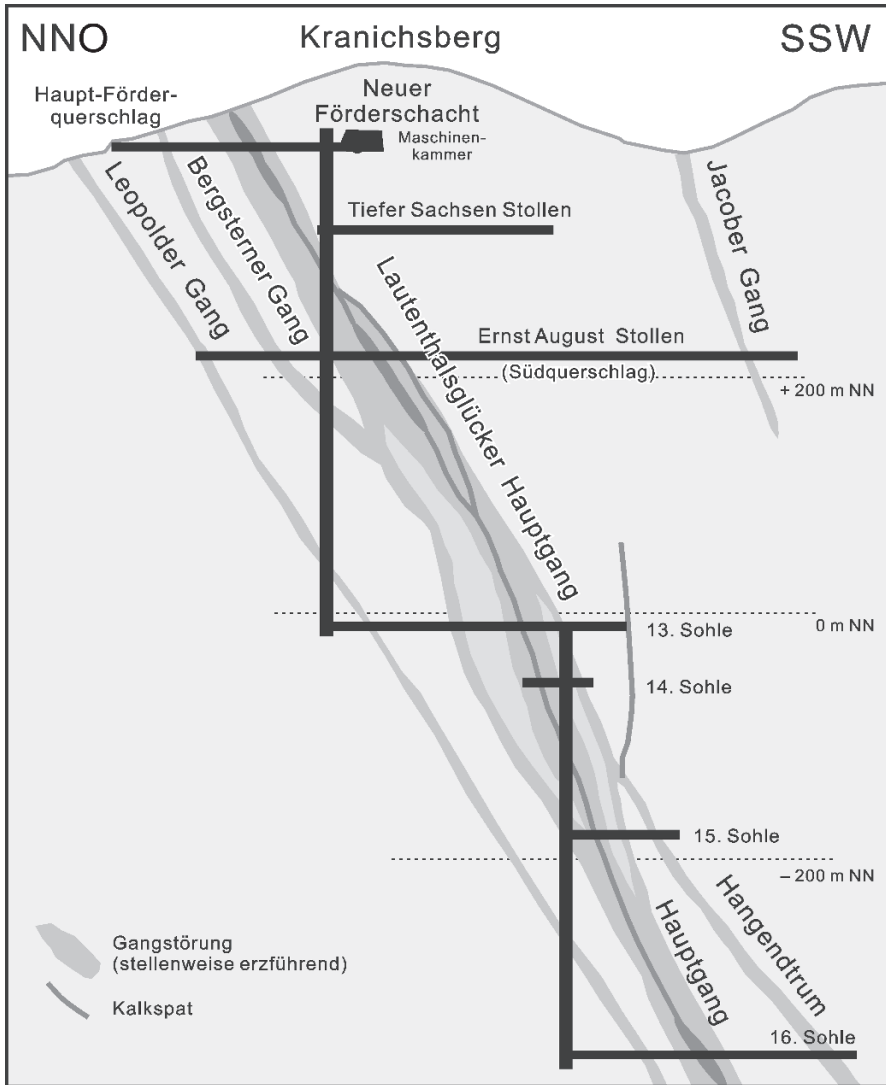 NNO
Kranichsberg
SSW
Haupt-Förder-
querschlag
Neuer
Förderschacht
Maschinen-
kammer
Leopolder Gang
Bergsterner Gang
Tiefer Sachsen Stollen
Lautenthalsglücker Hauptgang
Jacober Gang
Ernst August Stollen
(Südquerschlag)
+ 200 m NN
0 m NN
13. Sohle
14. Sohle
15. Sohle
– 200 m NN
Hauptgang
Hangendtrum
16. Sohle
Gangstörung
(stellenweise erzführend)
Kalkspat